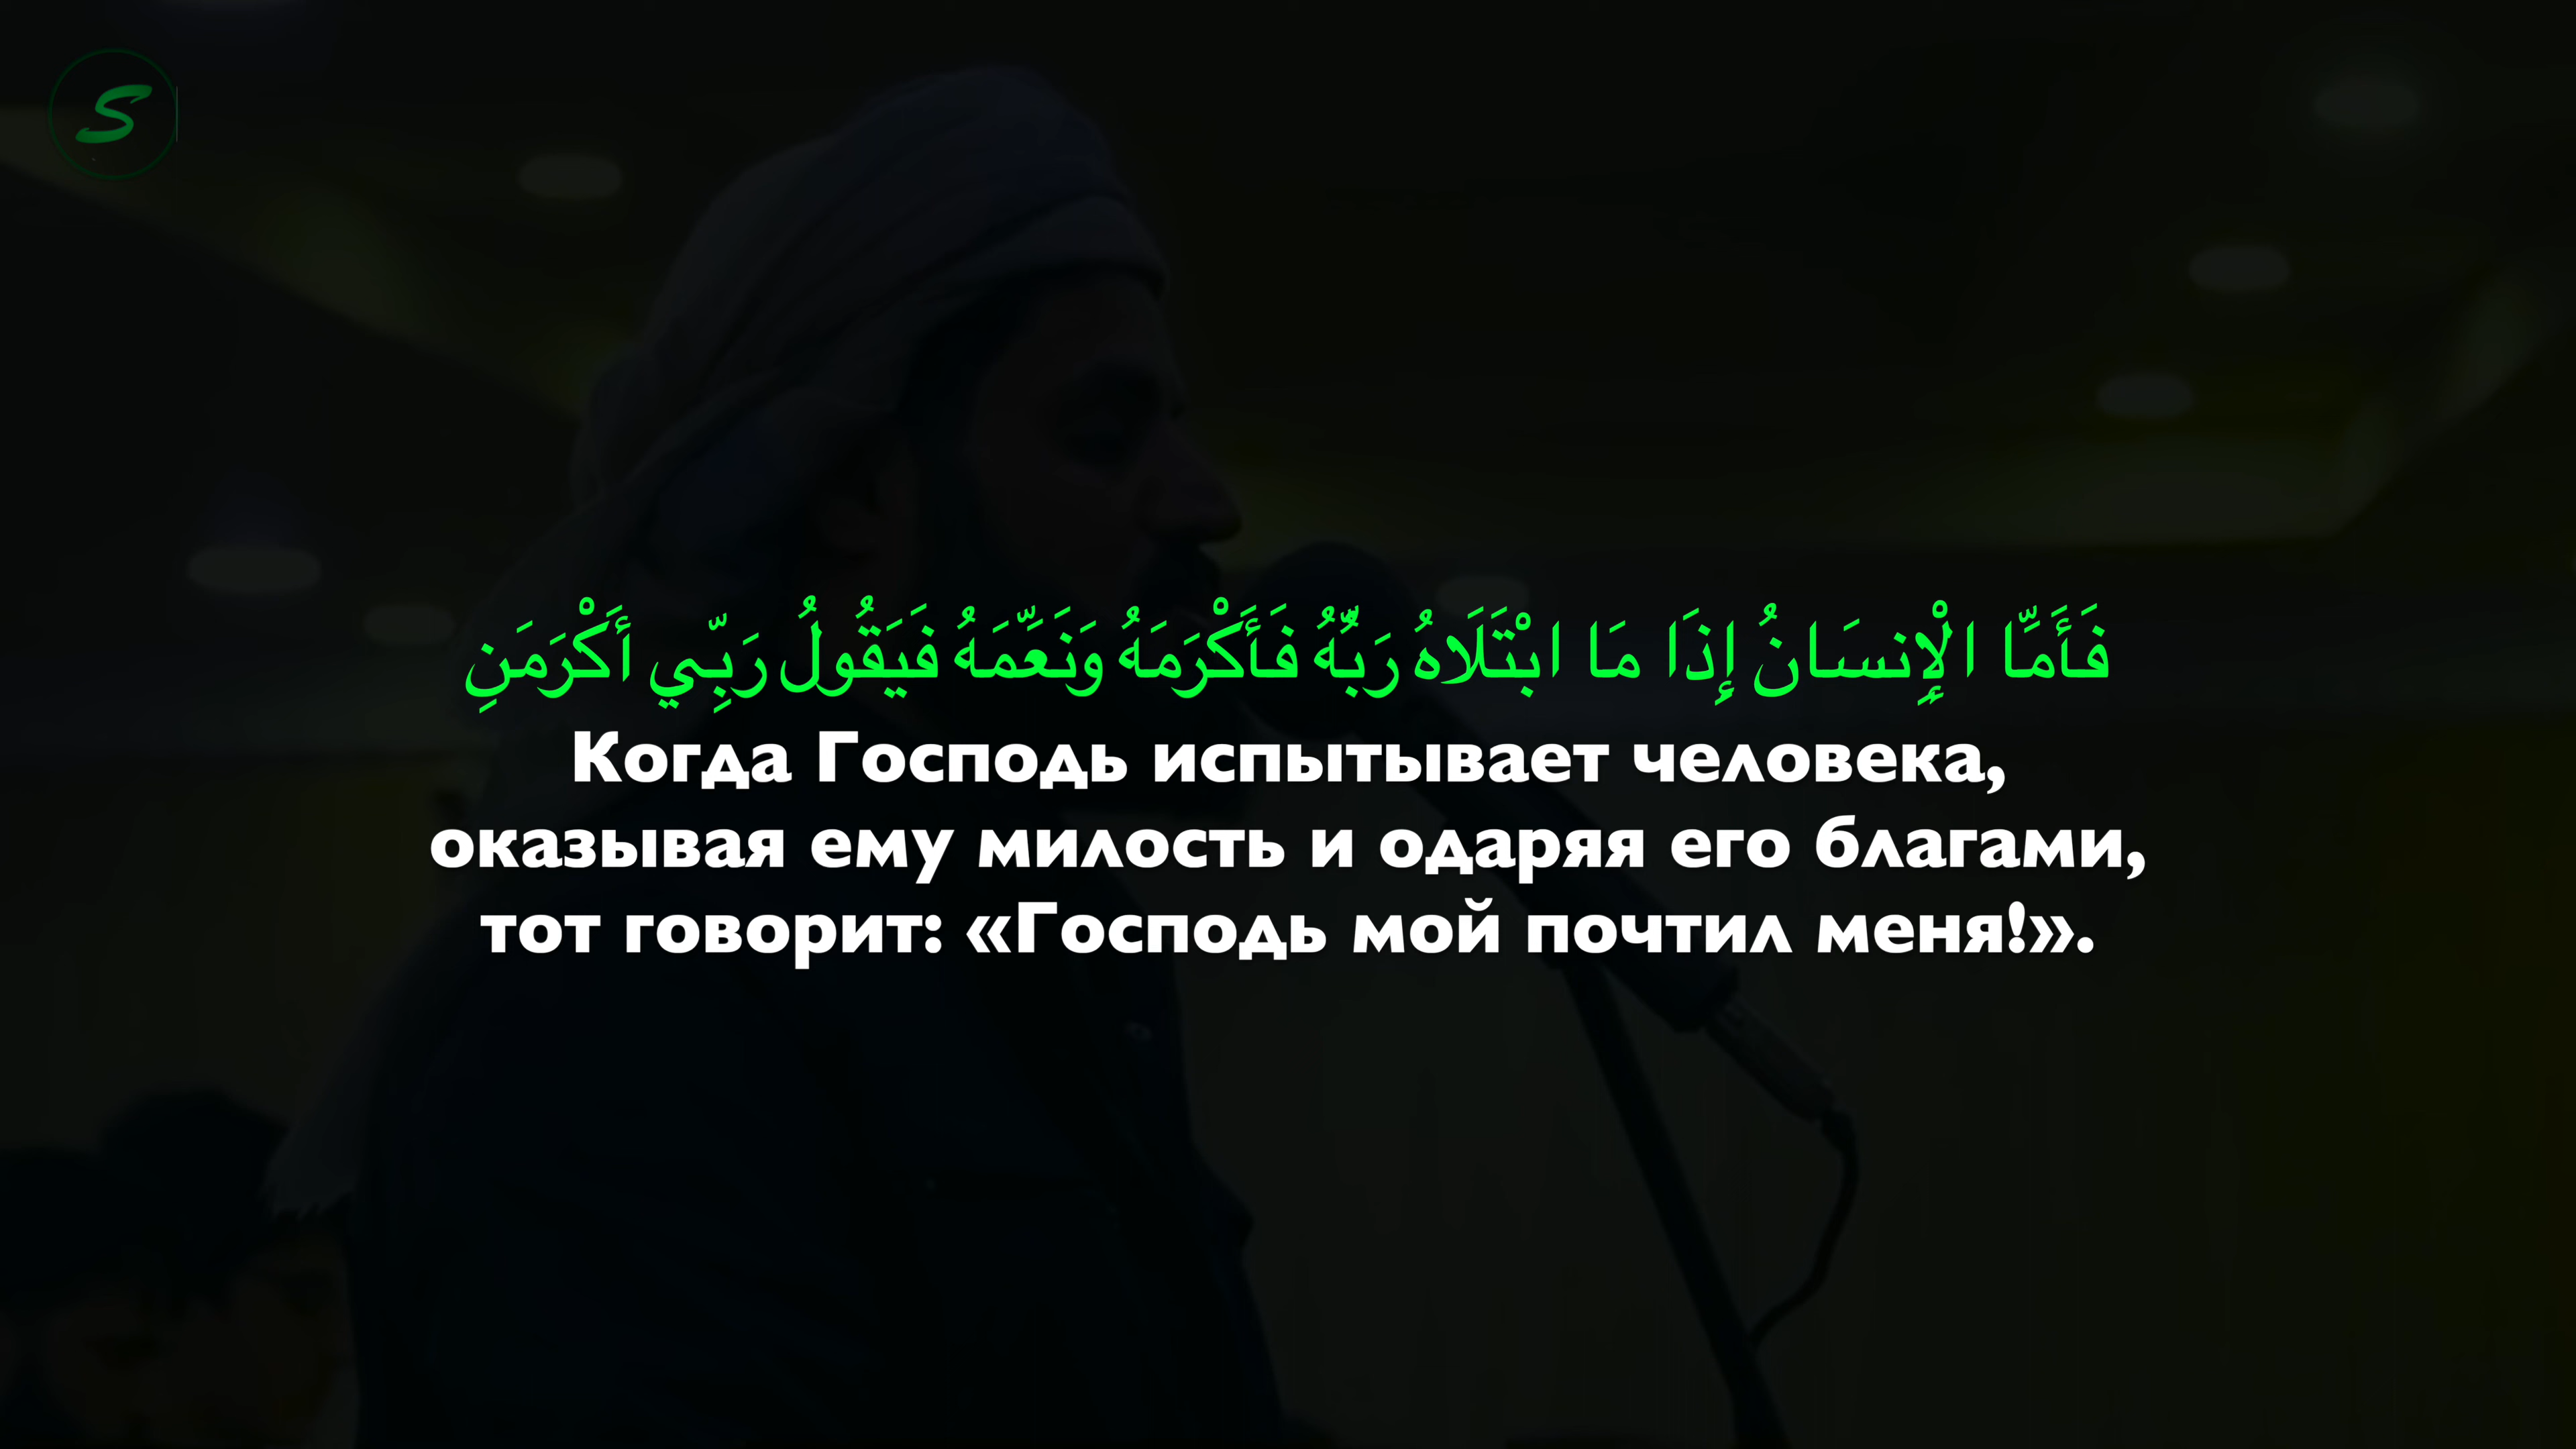 S
فَأَمَّا الْإِنسَانُ إِذَا مَا ابْتَلَاهُ رَبُّهُ فَأَكْرَمَهُ وَنَعَّمَهُ فَيَقُولُ رَبِّي أَكْرَمَنِ
Когда Господь испытывает человека,
оказывая ему милость и одаряя его благами,
тот говорит: «Господь мой почтил меня!».